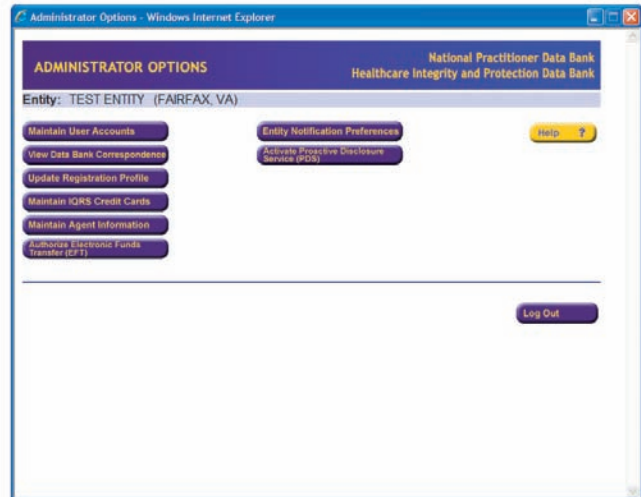 Administrator Options - Windows Internet Explorer
ADMINISTRATOR OPTIONS
National Practitioner Data Bank
Healthcare Integrity and Protection Data Bank
Entity: TEST ENTITY (FAIRFAX, VA)
Maintain User Accounts
View Data Bank Correspondence
Update Registration Profile
Maintain IQRS Credit Cards
Maintain Agent Information
Authorize Electronic Funds
Transfer (EFT)
Entity Notification Preferences
Activate Proactive Disclosure
Service (PDS)
Help ?
Log Out